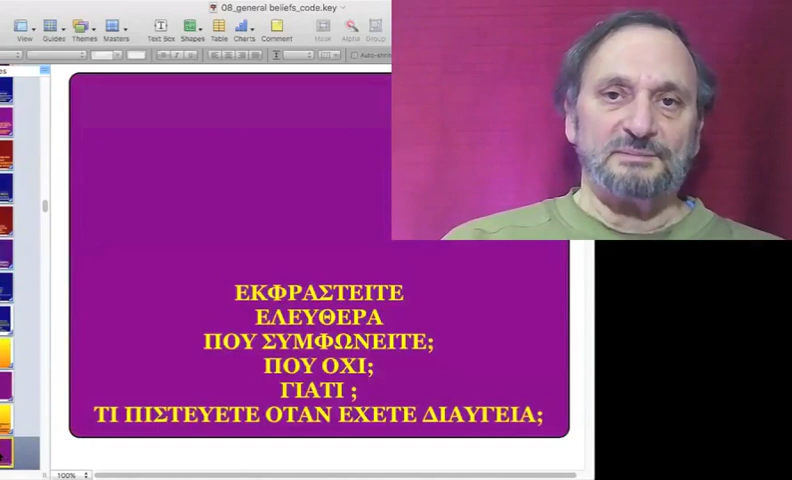 08_general beliefs_code.key
View
Guides
Themes
Masters
Text Box
Shapes
Table
Charts
Comment
Mask
Alpha
Group
ΕΚΦΡΑΣΤΕΙΤΕ
ΕΛΕΥΘΕΡΑ
ΠΟΥ ΣΥΜΦΩΝΕΙΤΕ;
ΠΟΥ ΟΧΙ;
ΓΙΑΤΙ ;
ΤΙ ΠΙΣΤΕΥΕΤΕ ΟΤΑΝ ΕΧΕΤΕ ΔΙΑΥΓΕΙΑ;
100%